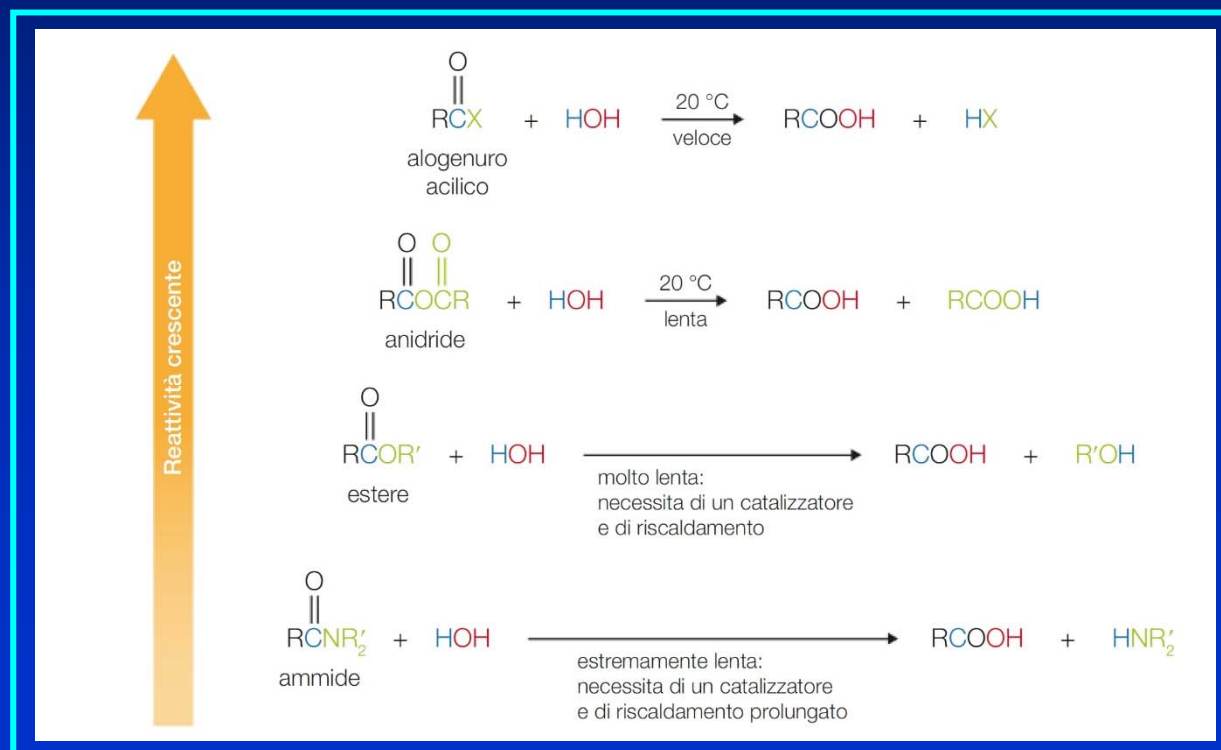 Reattività crescente
O
RCX + HOH 20 °C RCOOH + HX
veloce
alogenuro
acilico
O O
RCOCR + HOH 20 °C RCOOH + RCOOH
lenta
anidride
O
RCOR′ + HOH RCOOH + R′OH
estere
molto lenta:
necessita di un catalizzatore
e di riscaldamento
O
RCNR′₂ + HOH RCOOH + HNR′₂
ammide
estremamente lenta:
necessita di un catalizzatore
e di riscaldamento prolungato